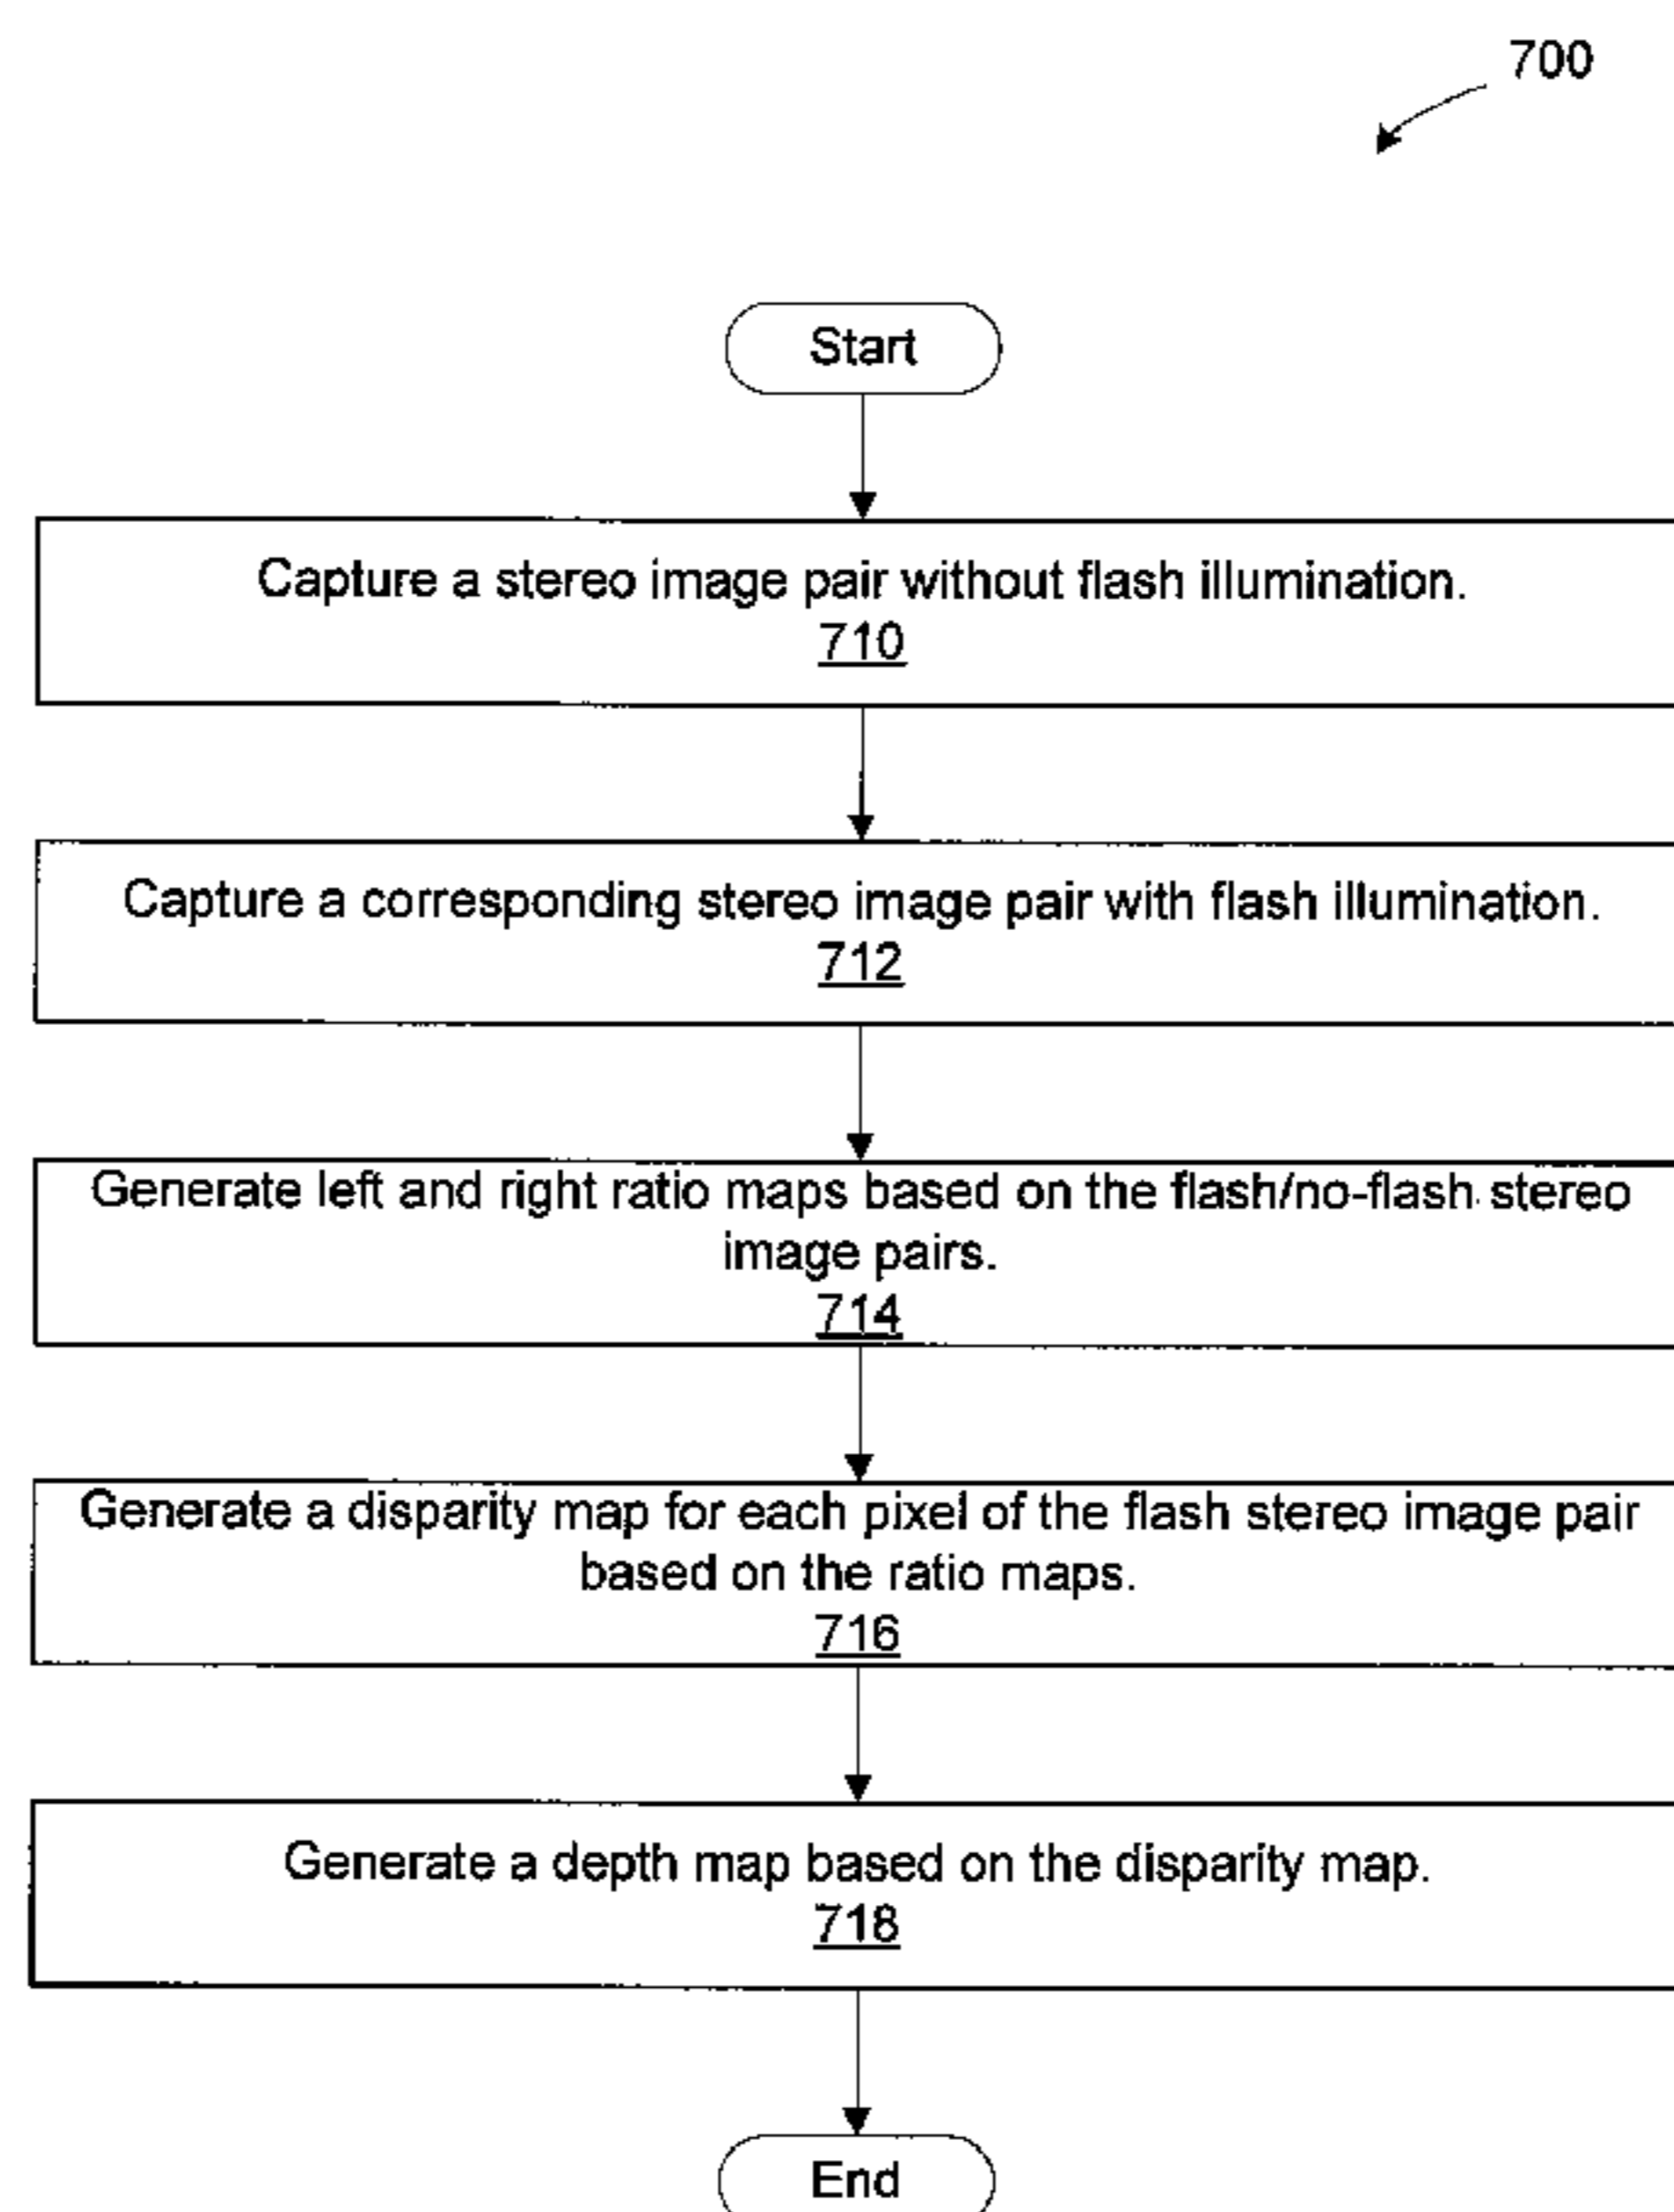 700
Start
Capture a stereo image pair without flash illumination.
710
Capture a corresponding stereo image pair with flash illumination.
712
Generate left and right ratio maps based on the flash/no-flash stereo
image pairs.
714
Generate a disparity map for each pixel of the flash stereo image pair
based on the ratio maps.
716
Generate a depth map based on the disparity map.
718
End